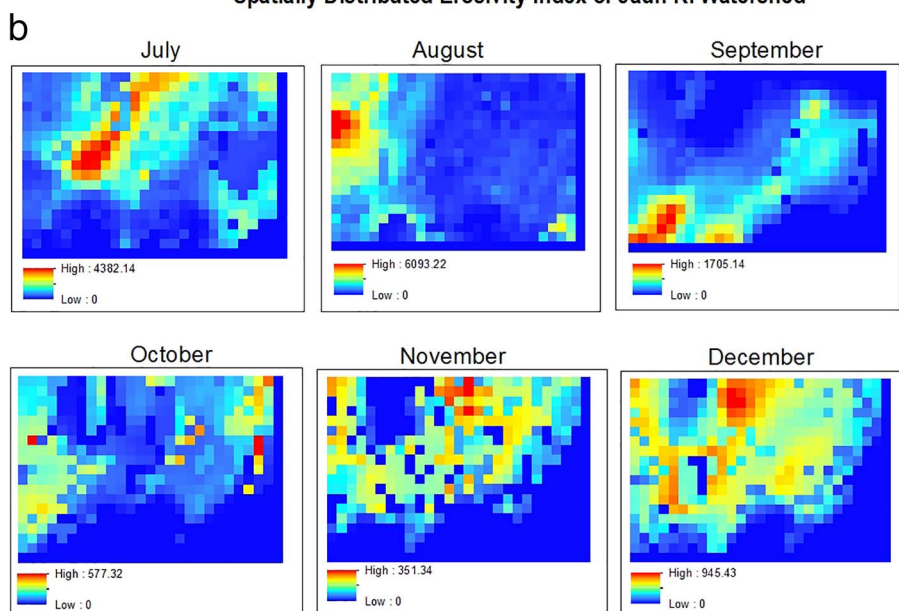 Spatially Distributed Erosivity Index of
b
July
August
September
High : 4382.14
Low : 0
High : 6093.22
Low : 0
High : 1705.14
Low : 0
October
November
December
High : 577.32
Low : 0
High : 351.34
Low : 0
High : 945.43
Low : 0